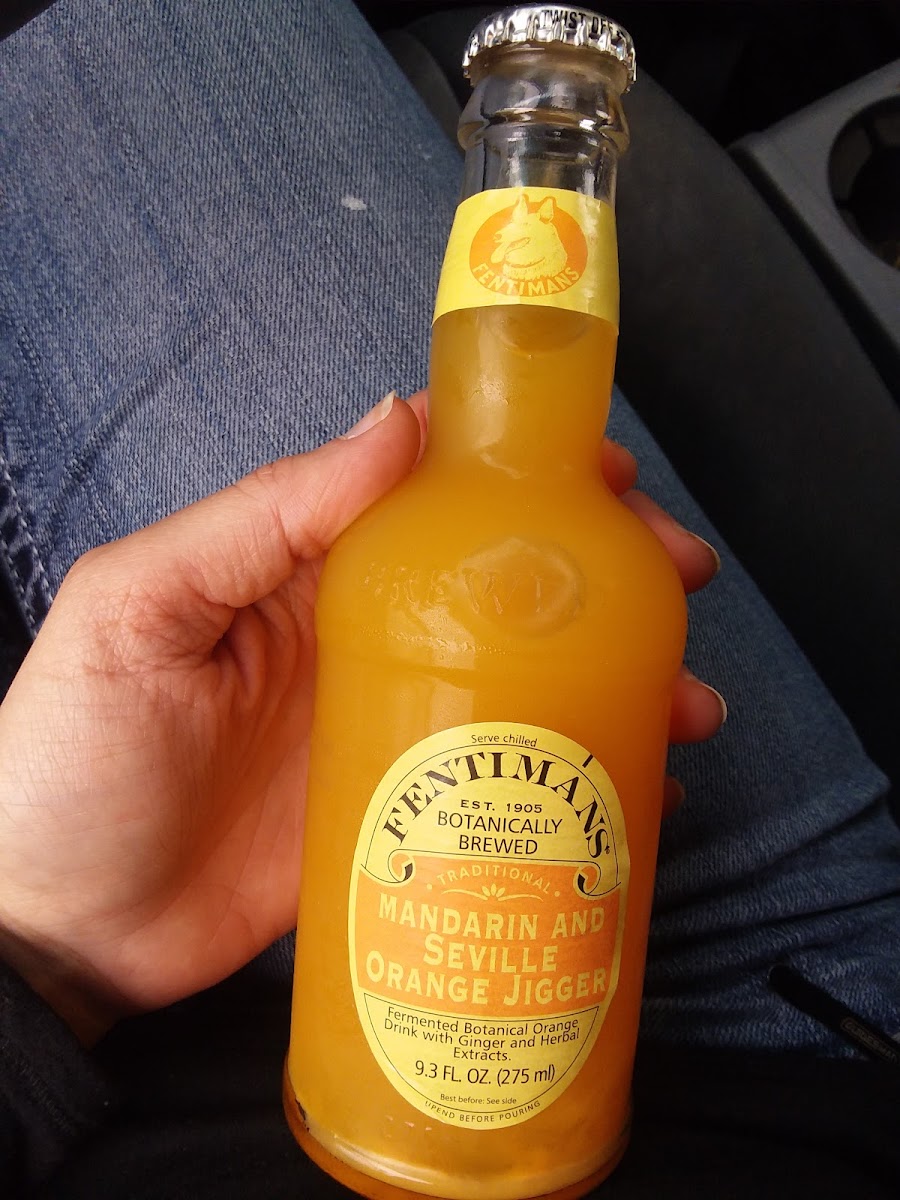 TWIST OFF
FENTIMANS
BREWED
Serve chilled
FENTIMANS
EST. 1905
BOTANICALLY
BREWED
TRADITIONAL
MANDARIN AND
SEVILLE
ORANGE JIGGER
Fermented Botanical Orange
Drink with Ginger and Herbal
Extracts.
9.3 FL. OZ. (275 ml)
Best before: See side
UPEND BEFORE POURING